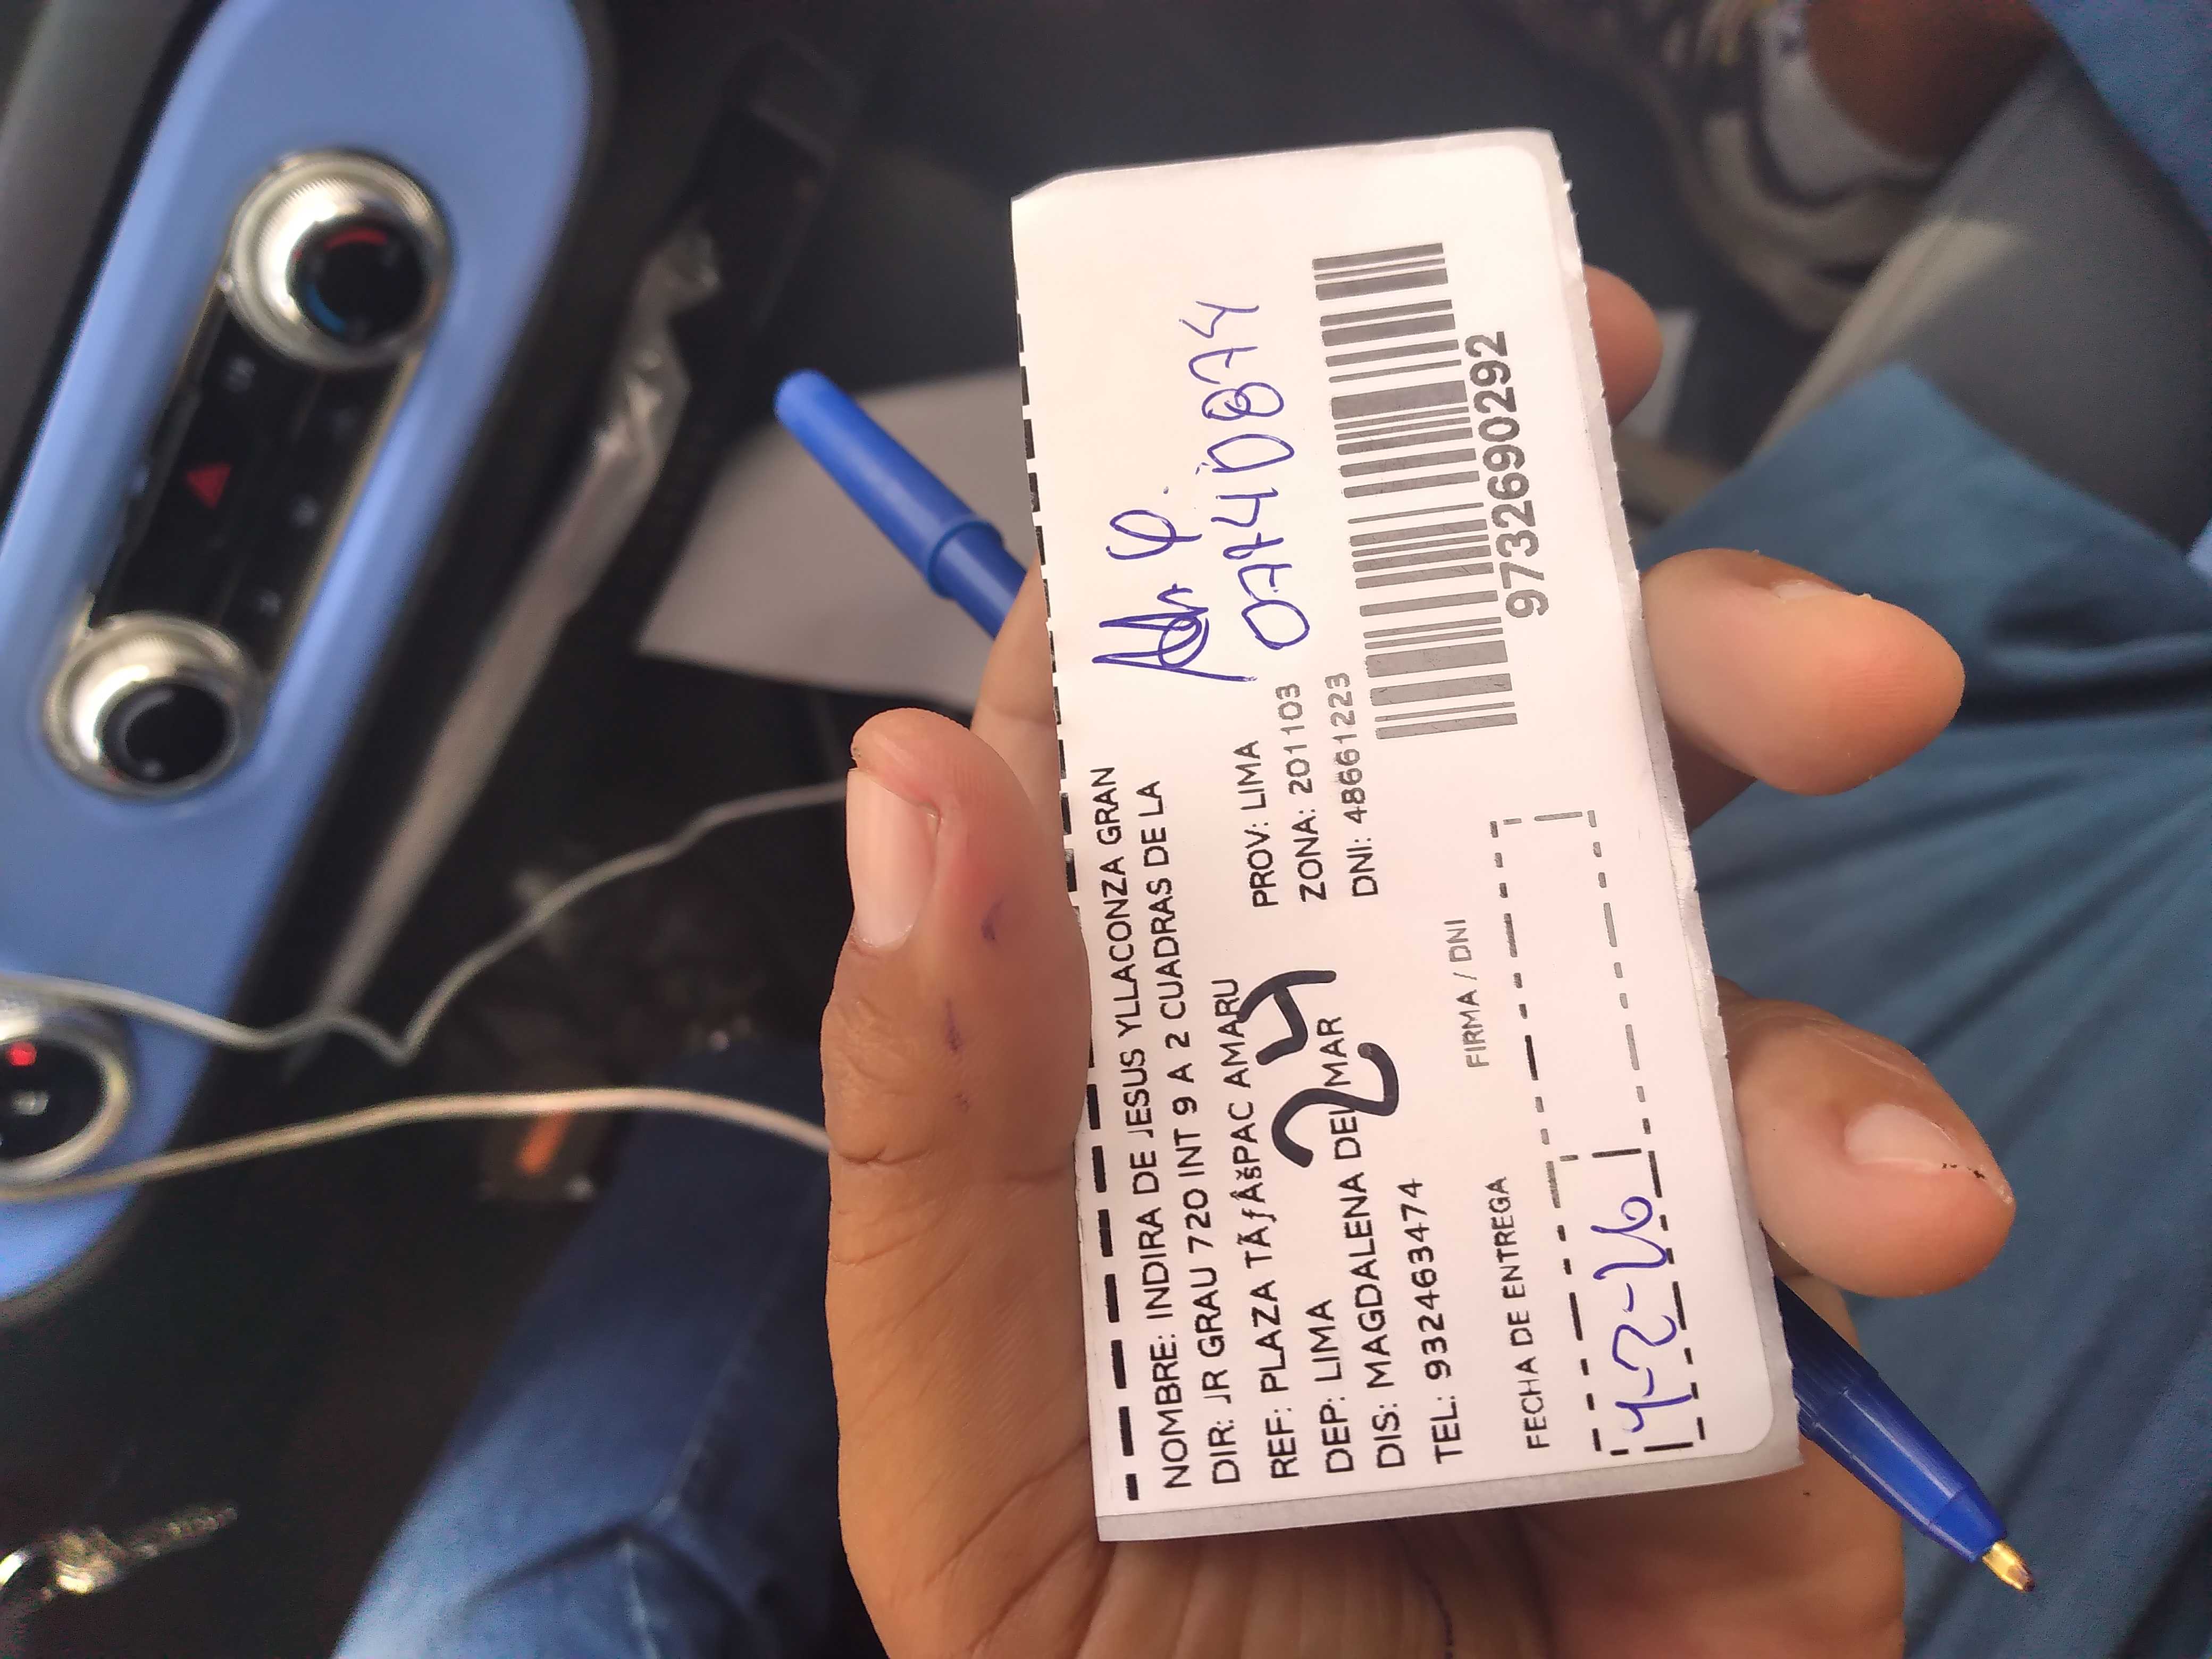 NOMBRE: INDIRA DE JESUS YLLACONZA GRAN
DIR: JR GRAU 720 INT 9 A 2 CUADRAS DE LA
REF: PLAZA TÃƒÂšPAC AMARU
DEP: LIMA
PROV: LIMA
DIS: MAGDALENA DEL MAR
ZONA: 201103
TEL: 932463474
DNI: 48661223
24
07740874
9732690292
FECHA DE ENTREGA
FIRMA / DNI
4-2-26